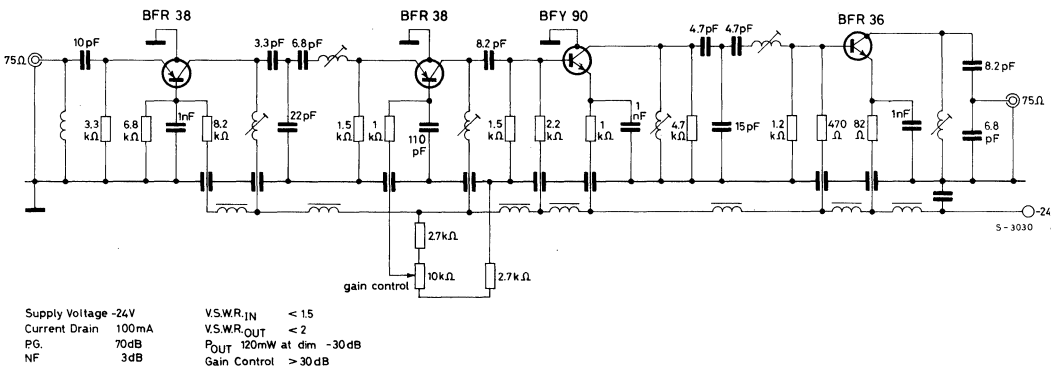 BFR 38
BFR 38
BFY 90
BFR 36
75Ω
10pF
3.3pF
6.8pF
8.2pF
4.7pF
4.7pF
8.2pF
75Ω
3.3
kΩ
6.8
kΩ
1nF
8.2
kΩ
22pF
1.5
kΩ
1
kΩ
110
pF
1.5
kΩ
2.2
kΩ
1
kΩ
1
nF
4.7
kΩ
15pF
1.2
kΩ
470
Ω
82
Ω
1nF
6.8
pF
-24
S-3030
2.7kΩ
10kΩ
2.7kΩ
gain control
Supply Voltage -24V
Current Drain 100mA
P.G. 70dB
NF 3dB
V.S.W.R.IN < 1.5
V.S.W.R.OUT < 2
POUT 120mW at dim -30dB
Gain Control >30dB